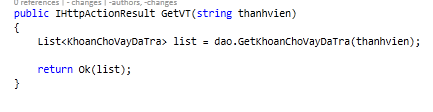 0 references | - changes | -authors, -changes
public IHttpActionResult GetVT(string thanhvien)
{
List<KhoanChoVayDaTra> list = dao.GetKhoanChoVayDaTra(thanhvien);
return Ok(list);
}